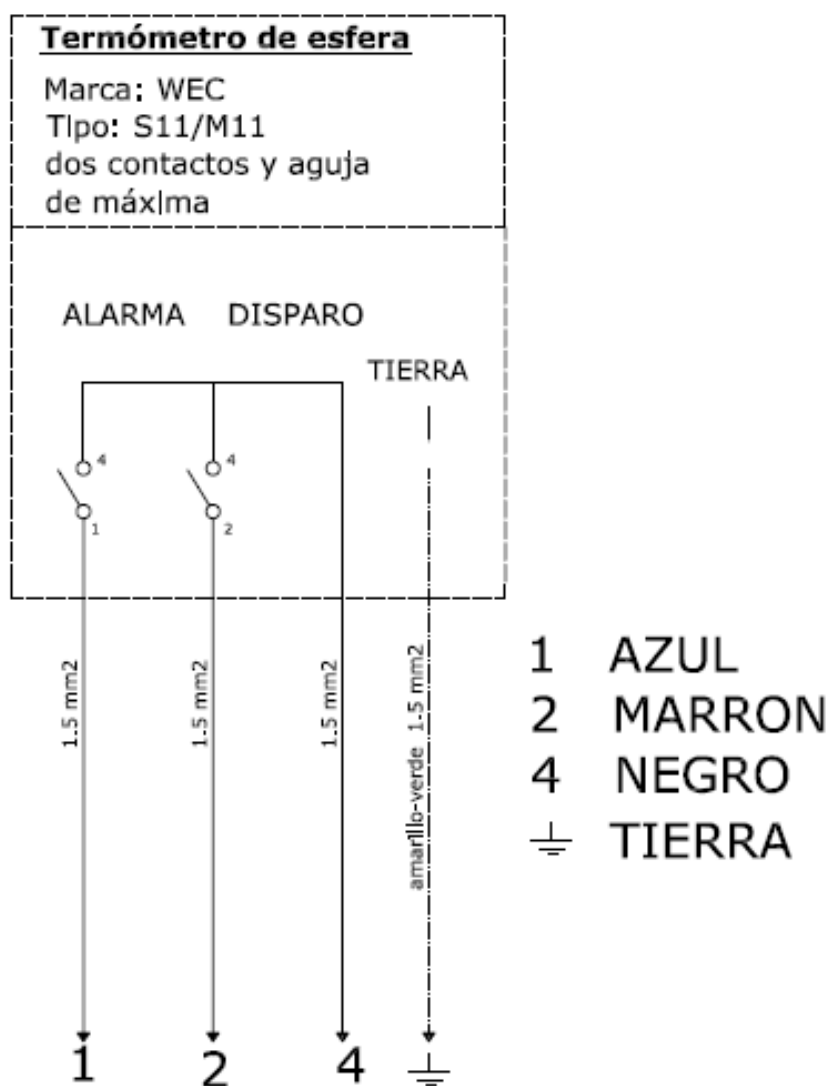 Termómetro de esfera
Marca: WEC
Tipo: S11/M11
dos contactos y aguja
de máxima
ALARMA DISPARO
TIERRA
4 4
1 2
1.5 mm2 1.5 mm2 1.5 mm2 amarillo-verde 1.5 mm2
1 AZUL
2 MARRON
4 NEGRO
TIERRA
1 2 4